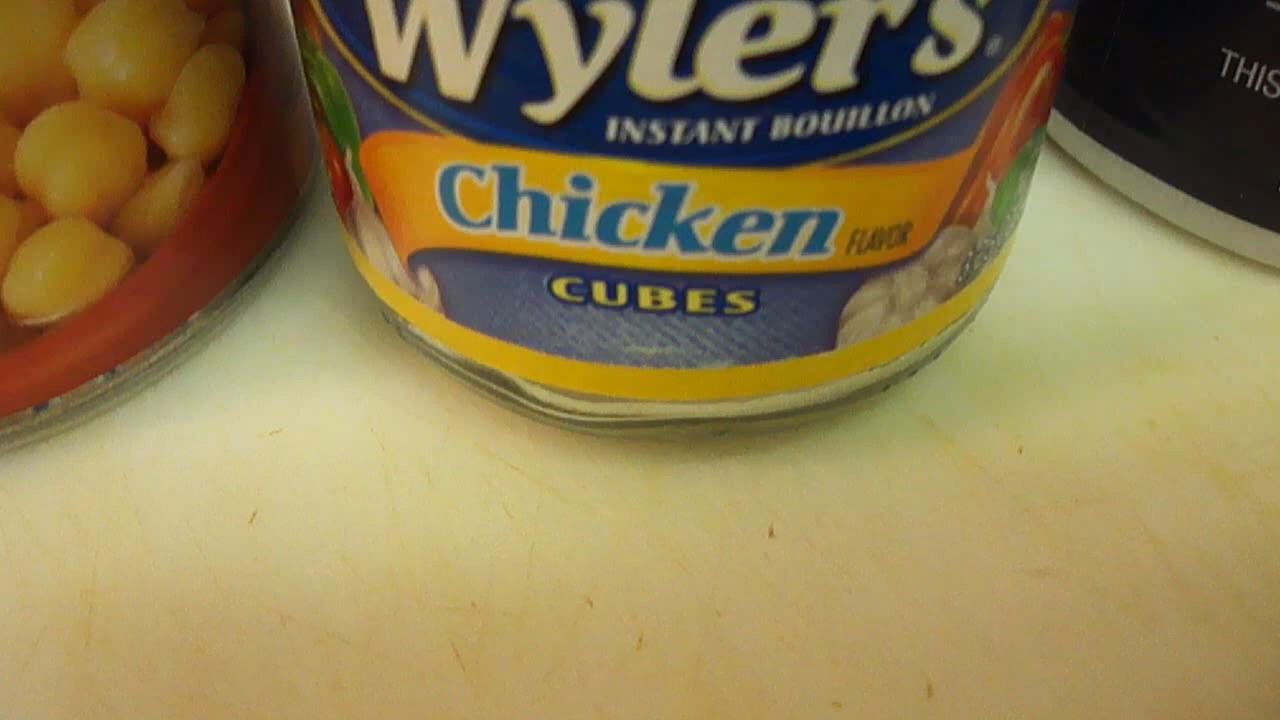 Wyler's®
INSTANT BOUILLON
Chicken FLAVOR
CUBES
THIS